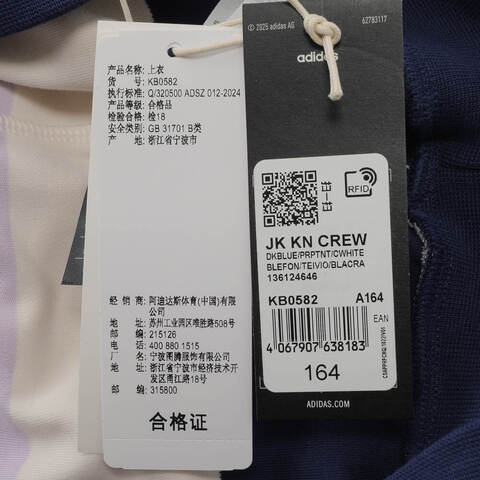 产品名称: 上衣
货 号: KB0582
执行标准: Q/320500 ADSZ 012-2024
产品等级: 合格品
检验合格: 检18
安全类别: GB 31701 B类
产 地: 浙江省宁波市
经 销 商: 阿迪达斯体育(中国)有限
公司
地 址: 苏州工业园区唯胜路508号
邮 编: 215126
电 话: 400 880 1515
厂 名: 宁波图腾服饰有限公司
地 址: 浙江省宁波市经济技术开
发区甬江路18号
邮 编: 315800
合格证
© 2025 adidas AG
62783117
adidas
RFID
JK KN CREW
DKBLUE/PRPTNT/CWHITE
BLEFON/TEIVIO/BLACRA
136124646
KB0582 A164
EAN
4 067907 638183
164
ADIDAS.COM